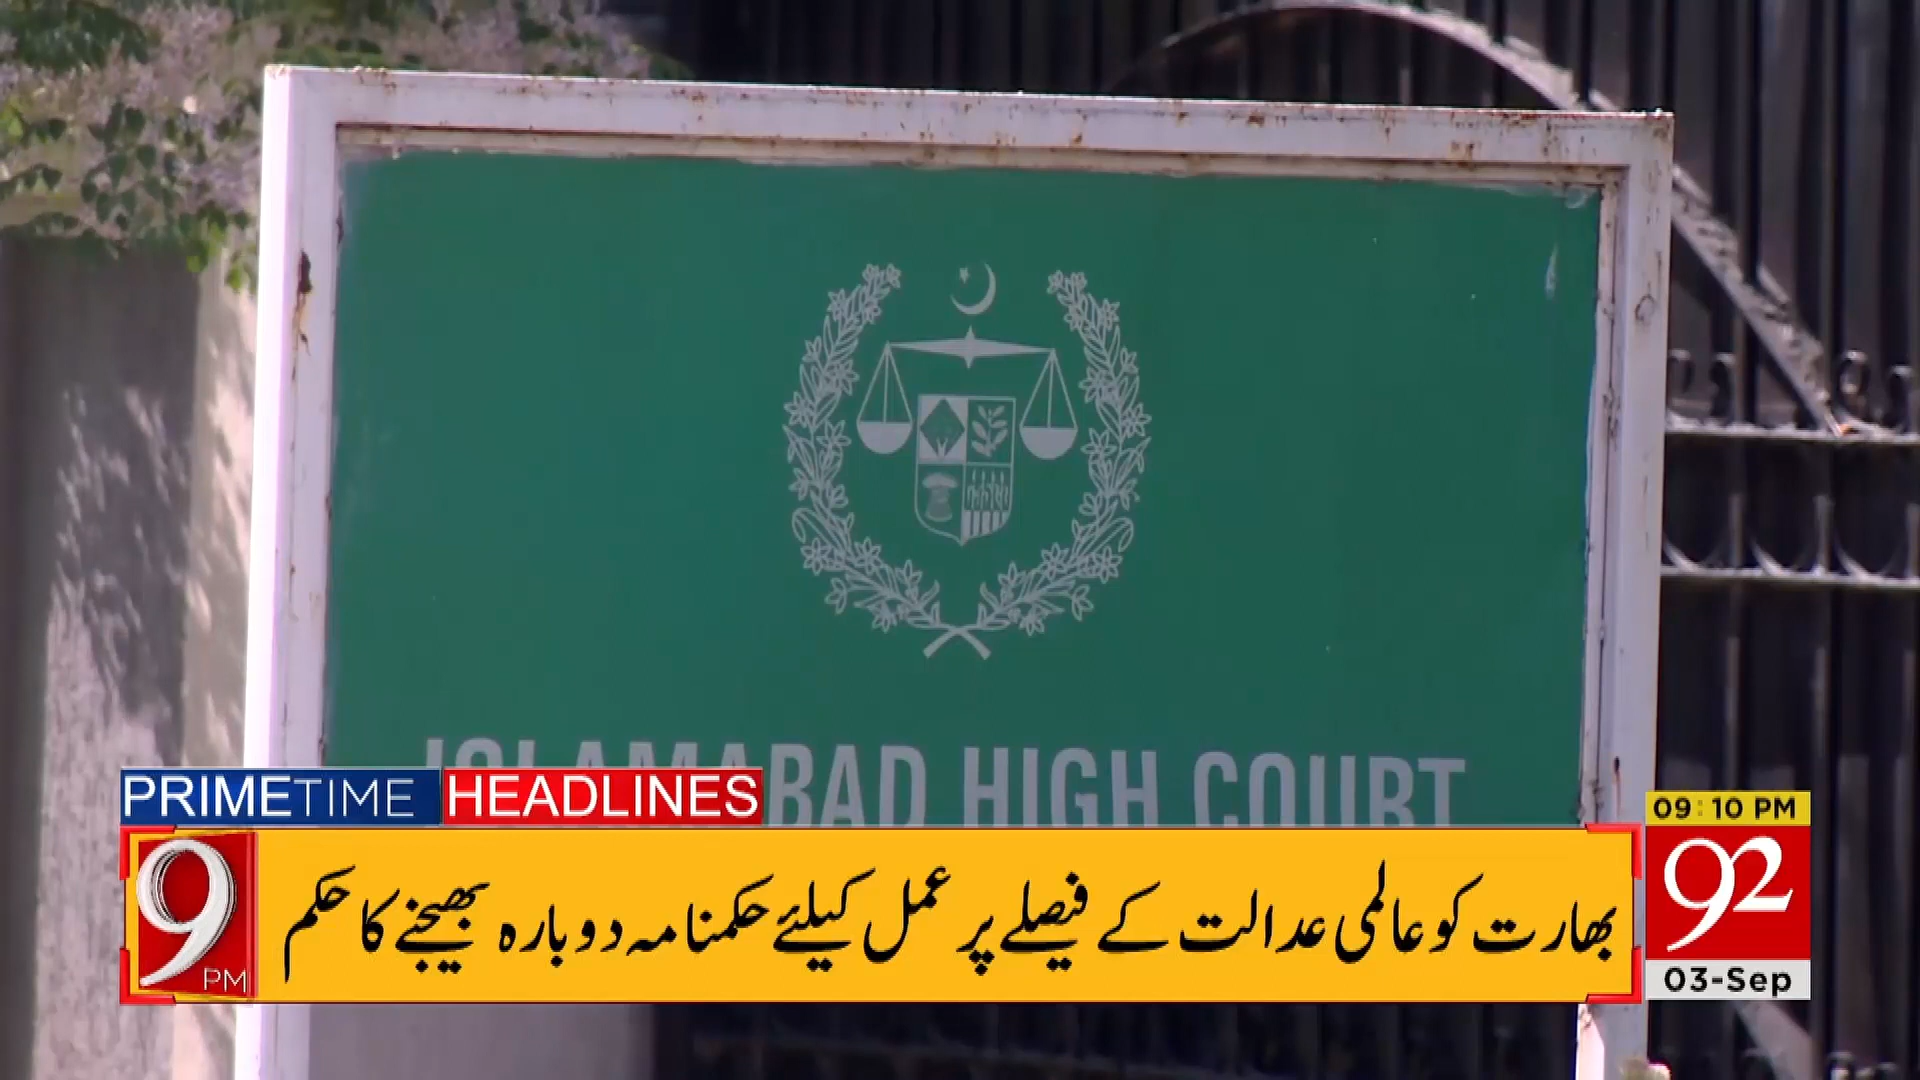 ISLAMABAD HIGH COURT
PRIMETIME HEADLINES
09:10 PM
9 PM
بھارت کو عالمی عدالت کے فیصلے پر عمل کیلئے حکمنامہ دوبارہ بھیجنے کا حکم
92
03-Sep